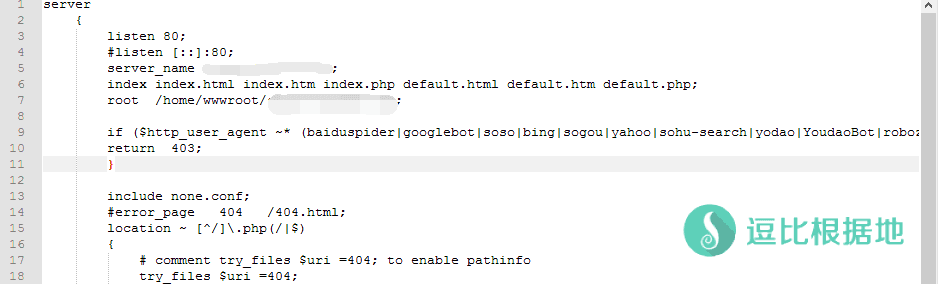 1 server
2 {
3 listen 80;
4 #listen [::]:80;
5 server_name ;
6 index index.html index.htm index.php default.html default.htm default.php;
7 root /home/wwwroot/ ;
8
9 if ($http_user_agent ~* (baiduspider|googlebot|soso|bing|sogou|yahoo|sohu-search|yodao|YoudaoBot|roboz
10 return 403;
11 }
12
13 include none.conf;
14 #error_page 404 /404.html;
15 location ~ [^/]\.php(/|$)
16 {
17 # comment try_files $uri =404; to enable pathinfo
18 try_files $uri =404;
逗比根据地